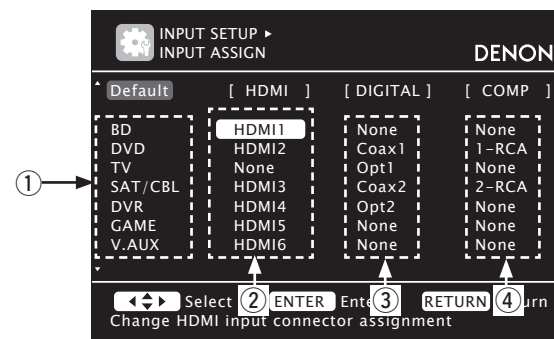 INPUT SETUP ▸
INPUT ASSIGN
DENON
Default [ HDMI ] [ DIGITAL ] [ COMP ]
BD HDMI1 None None
DVD HDMI2 Coax1 1-RCA
TV None Opt1 None
SAT/CBL HDMI3 Coax2 2-RCA
DVR HDMI4 Opt2 None
GAME HDMI5 None None
V.AUX HDMI6 None None
1
2 3 4
Select ENTER RETURN
Change HDMI input connector assignment